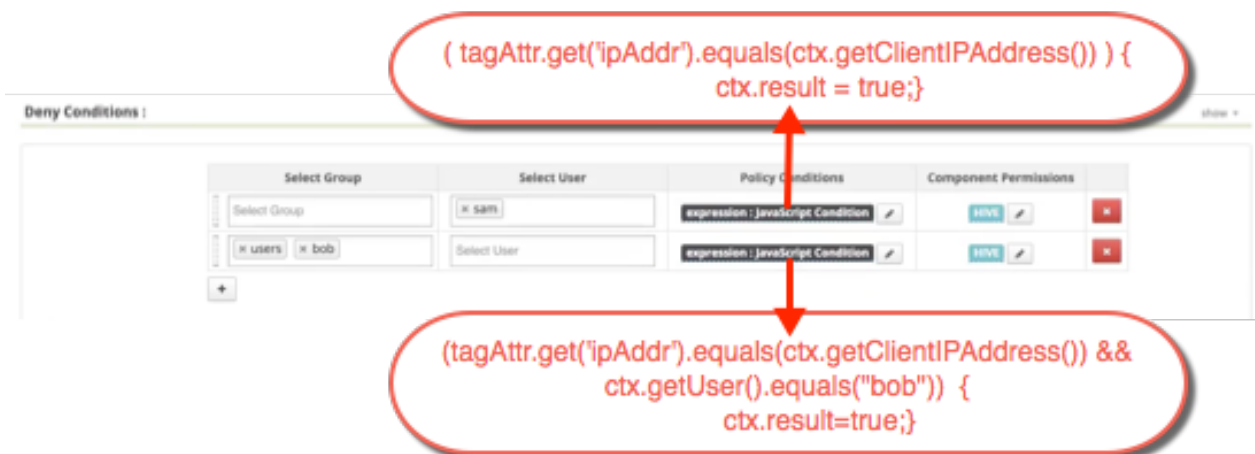 ( tagAttr.get('ipAddr').equals(ctx.getClientIPAddress()) ) {
ctx.result = true;}
Deny Conditions :
show
Select Group Select User Policy Conditions Component Permissions
Select Group × sam expression : JavaScript Condition HIVE ×
× users × bob Select User expression : JavaScript Condition HIVE ×
+
(tagAttr.get('ipAddr').equals(ctx.getClientIPAddress()) &&
ctx.getUser().equals("bob")) {
ctx.result=true;}